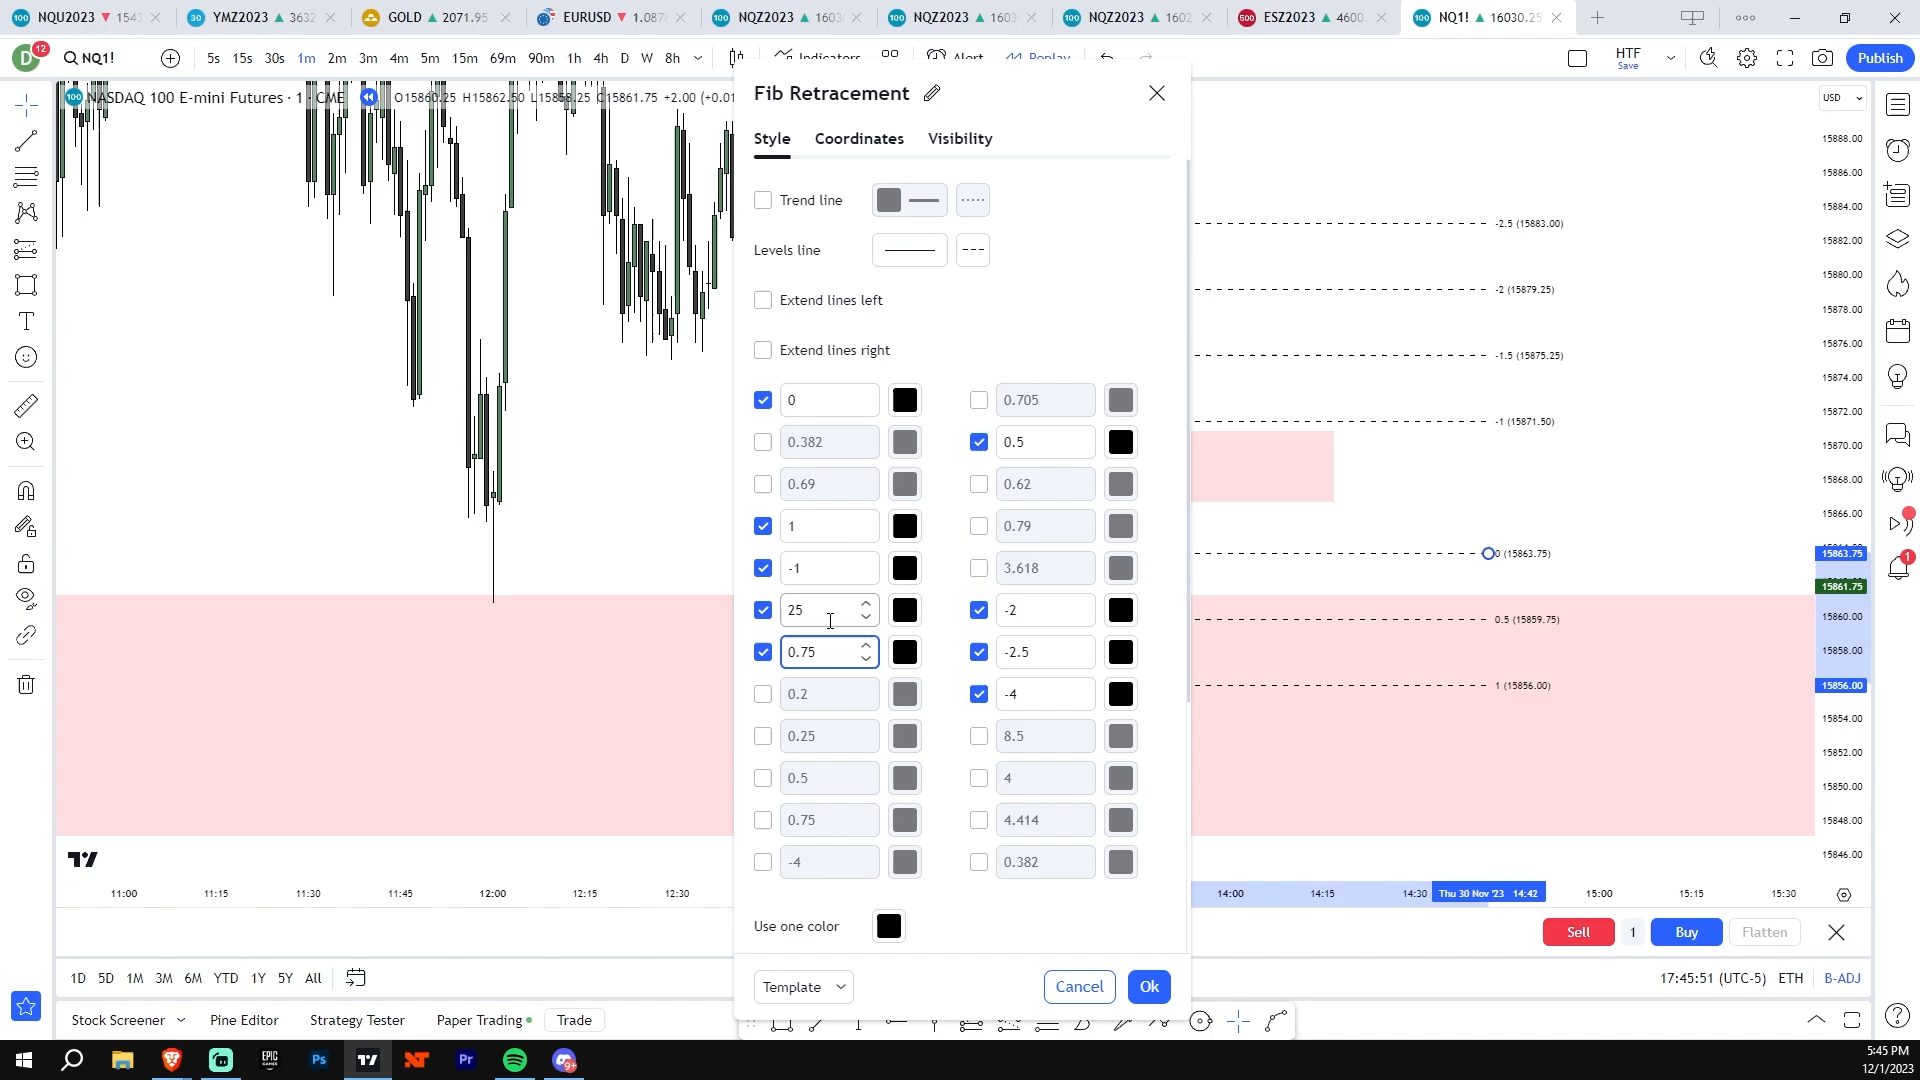 NQU2023 ▼ 154
YMZ2023 ▲ 3632
GOLD ▲ 2071.95
EURUSD ▼ 1.087
NQZ2023 ▲ 1603
NQZ2023 ▲ 1603
NQZ2023 ▲ 1602
ESZ2023 ▲ 4600
NQ1! ▲ 16030.25
D 12
NQ1!
5s 15s 30s 1m 2m 3m 4m 5m 15m 69m 90m 1h 4h D W 8h
Indicators
Alert
Replay
HTF
Save
Publish
NASDAQ 100 E-mini Futures · 1 · CME
O15860.25 H15862.50 C15861.75 +2.00
USD
Fib Retracement
Style Coordinates Visibility
Trend line
Levels line
Extend lines left
Extend lines right
0 0.705
0.382 0.5
0.69 0.62
1 0.79
-1 3.618
25 -2
0.75 -2.5
0.2 -4
0.25 8.5
0.5 4
0.75 4.414
-4 0.382
Use one color
Template
Cancel
Ok
-2.5 (15883.00)
-2 (15879.25)
-1.5 (15875.25)
-1 (15871.50)
0 (15863.75)
0.5 (15859.75)
1 (15856.00)
15888.00
15886.00
15884.00
15882.00
15880.00
15878.00
15876.00
15874.00
15872.00
15870.00
15868.00
15866.00
15863.75
15861.75
15860.00
15858.00
15856.00
15854.00
15852.00
15850.00
15848.00
15846.00
11:00 11:15 11:30 11:45 12:00 12:15 12:30 14:00 14:15 14:30 Thu 30 Nov '23 14:42 15:00 15:15 15:30
Sell 1 Buy Flatten
1D 5D 1M 3M 6M YTD 1Y 5Y All
17:45:51 (UTC-5) ETH B-ADJ
Stock Screener Pine Editor Strategy Tester Paper Trading Trade
5:45 PM
12/1/2023